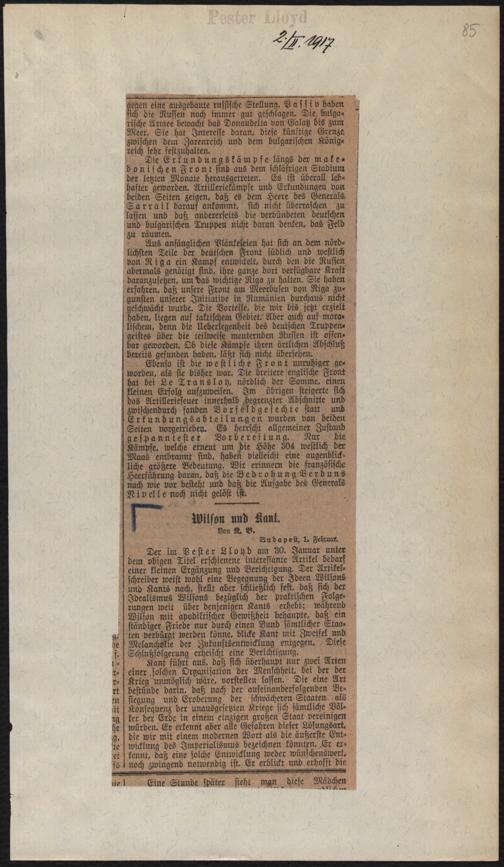 Pester Lloyd
2./II. 1917
85
gegen eine ausgebaute russische Stellung. Passiv haben
sich die Russen noch immer gut geschlagen. Die bulga-
rische Armee bewacht das Donaudelta von Galatz bis zum
Meer. Sie hat Interesse daran, diese künftige Grenze
zwischen dem Zarenreich und dem bulgarischen König-
reich sehr festzuhalten.
Die Erkundungskämpfe längs der maze-
donischen Front sind aus dem schläfrigen Stadium
der letzten Monate herausgetreten. Es ist überall leb-
hafter geworden. Artilleriekämpfe und Erkundungen von
beiden Seiten zeigen, daß es dem Heere des Generals
Sarrail darauf ankommt, sich nicht überraschen zu
lassen und daß andererseits die verbündeten deutschen
und bulgarischen Truppen nicht daran denken, das Feld
zu räumen.
Aus anfänglichen Plänkeleien hat sich an dem nörd-
lichsten Teile der deutschen Front südlich und westlich
von Riga ein Kampf entwickelt, durch den die Russen
abermals genötigt sind, ihre ganze dort verfügbare Kraft
daranzusetzen, um das wichtige Riga zu halten. Sie haben
erfahren, daß unsere Front am Meerbusen von Riga zu-
gunsten unserer Initiative in Rumänien durchaus nicht
geschwächt wurde. Die Vorteile, die wir bis jetzt erzielt
haben, liegen auf taktischem Gebiet. Aber auch auf mora-
lischem, denn die Ueberlegenheit des deutschen Truppen-
geistes über die teilweise meuternden Russen ist offen-
bar geworden. Ob diese Kämpfe ihren örtlichen Abschluß
bereits gefunden haben, läßt sich nicht übersehen.
Ebenso ist die westliche Front unruhiger ge-
worden, als sie bisher war. Die breitere englische Front
hat bei Le Transloy, nördlich der Somme, einen
kleinen Erfolg aufzuweisen. Im übrigen steigerte sich
das Artilleriefeuer innerhalb begrenzter Abschnitte und
zwischendurch fanden Vorfeldgefechte statt und
Erkundungsabteilungen wurden von beiden
Seiten vorgetrieben. Es herrscht allgemeiner Zustand
gespanntester Vorbereitung. Nur die
Kämpfe, welche erneut um die Höhe 304 westlich der
Maas entbrannt sind, haben vielleicht eine augenblick-
liche größere Bedeutung. Wir erinnern die französische
Heerführung daran, daß die Bedrohung Verduns
nach wie vor besteht und daß die Aufgabe des Generals
Nivelle noch nicht gelöst ist.
Wilson und Kant.
Von K. B.
Budapest, 1. Februar.
Der im Pester Lloyd am 30. Januar unter
dem obigen Titel erschienene interessante Artikel bedarf
einer kleinen Ergänzung und Berichtigung. Der Artikel-
schreiber weist wohl eine Begegnung der Ideen Wilsons
und Kants nach, stellt aber schließlich fest, daß sich der
Idealismus Wilsons bezüglich der praktischen Folge-
rungen weit über denjenigen Kants erhebt; während
Wilson mit apodiktischer Gewißheit behaupte, daß ein
ständiger Friede nur durch einen Bund sämtlicher Staa-
ten verbürgt werden könne, blicke Kant mit Zweifel und
Melancholie der Zukunftsentwicklung entgegen. Diese
Schlußfolgerung erheischt eine Berichtigung.
Kant führt aus, daß sich überhaupt nur zwei Arten
einer solchen Organisation der Menschheit, bei der der
Krieg unmöglich wäre, vorstellen lassen. Die eine Art
bestünde darin, daß nach der aufeinanderfolgenden Be-
siegung und Eroberung der schwächeren Staaten als
Konsequenz der unausgesetzten Kriege sich sämtliche Völ-
ker der Erde in einem einzigen großen Staat vereinigen
würden. Er erkennt aber alle Gefahren dieser Lösungsart,
die wir mit einem modernen Wort als die äußerste Ent-
wicklung des Imperialismus bezeichnen könnten. Er er-
kennt, daß eine solche Entwicklung weder wünschenswert,
noch zwingend notwendig ist. Er erblickt und erhofft die
Eine Stunde später sieht man diese Mädchen